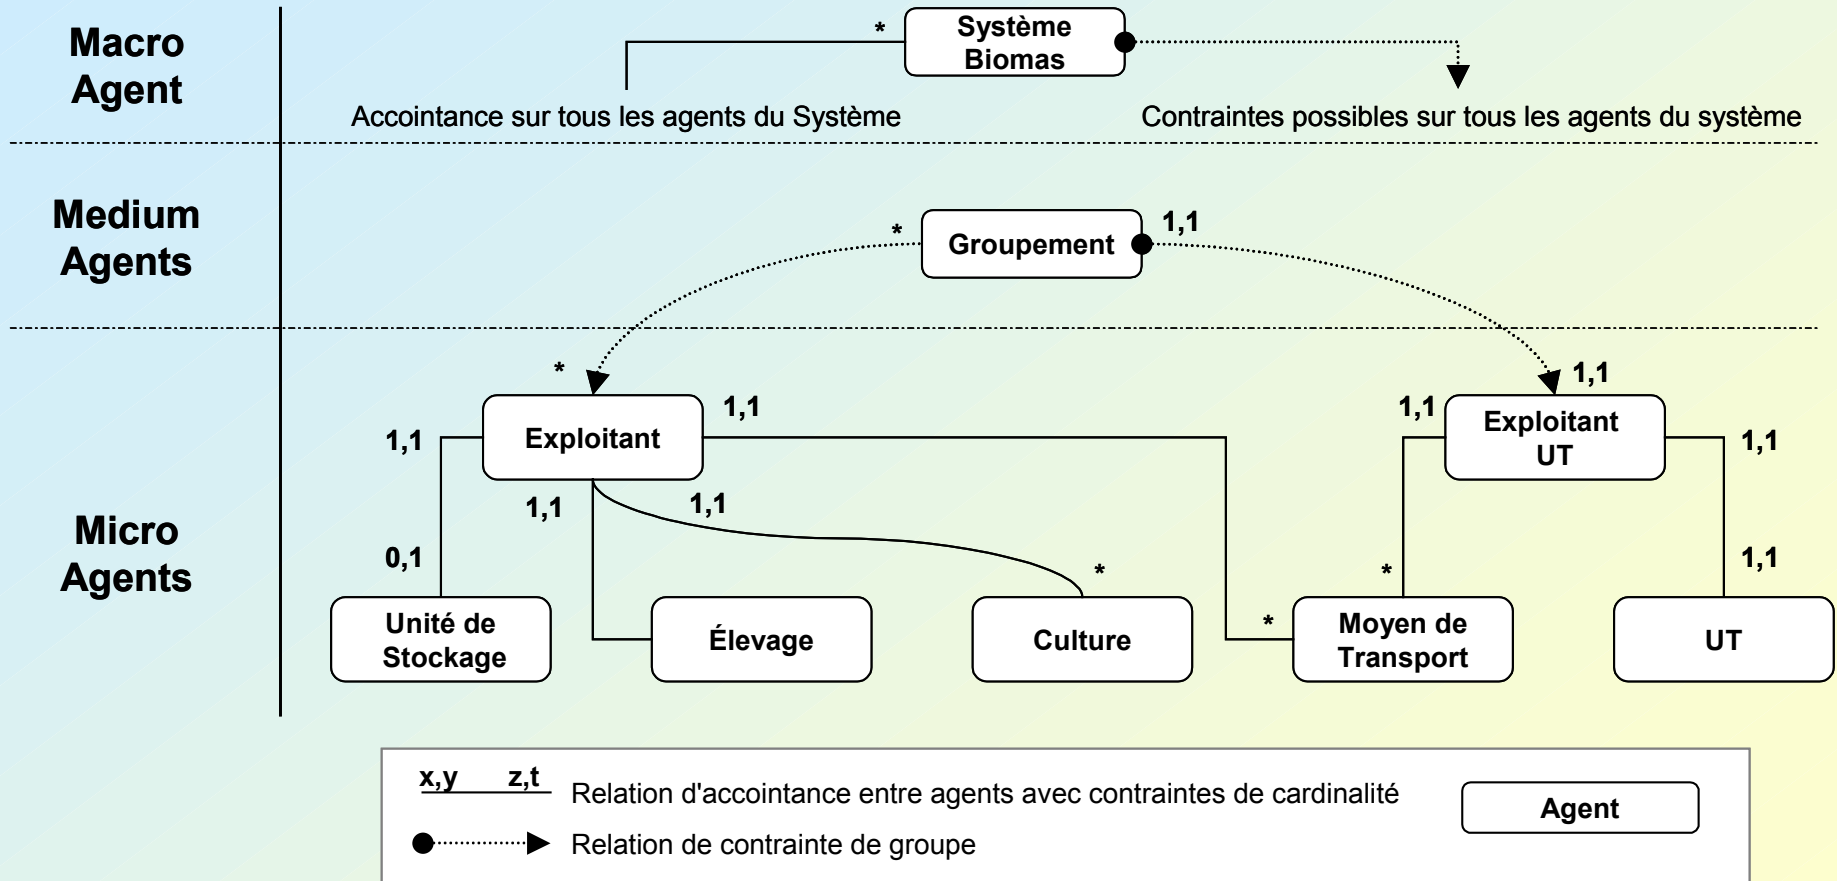 Macro
Agent
*
Système
Biomas
Accointance sur tous les agents du Système
Contraintes possibles sur tous les agents du système
Medium
Agents
*
Groupement
1,1
Micro
Agents
*
1,1
Exploitant
1,1
1,1
1,1
0,1
*
1,1
1,1
Exploitant
UT
1,1
*
1,1
*
Unité de
Stockage
Élevage
Culture
Moyen de
Transport
UT
x,y z,t
Relation d'accointance entre agents avec contraintes de cardinalité
Agent
Relation de contrainte de groupe